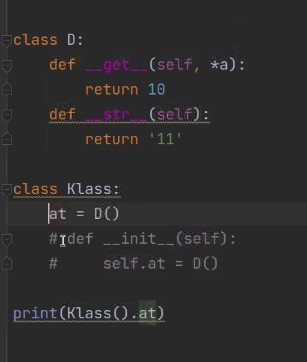 class D:
    def __get__(self, *a):
        return 10
    def __str__(self):
        return '11'
class Klass:
    at = D()
    # def __init__(self):
    #     self.at = D()
print(Klass().at)